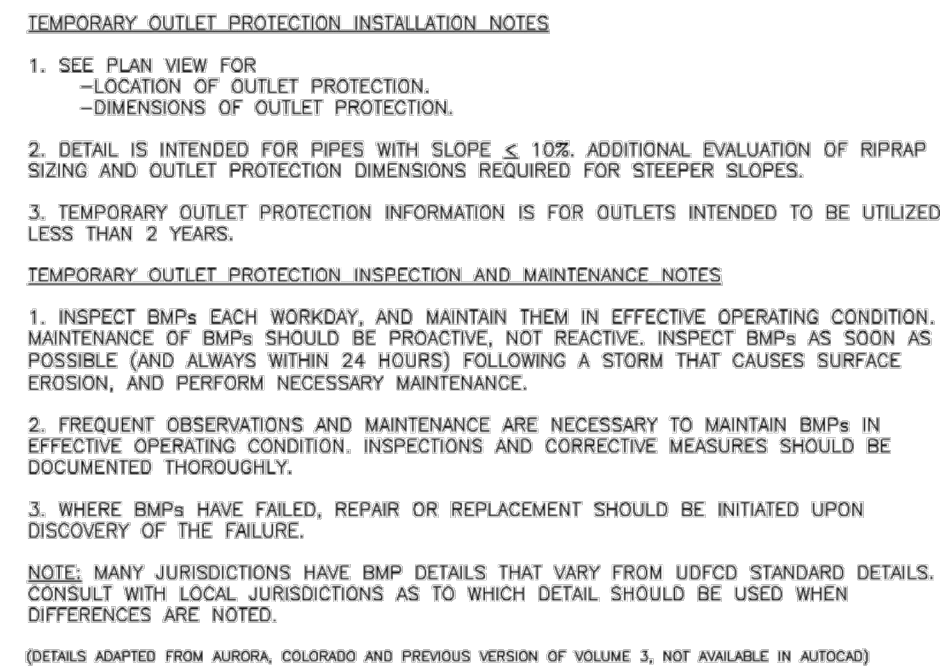 TEMPORARY OUTLET PROTECTION INSTALLATION NOTES
1. SEE PLAN VIEW FOR
-LOCATION OF OUTLET PROTECTION.
-DIMENSIONS OF OUTLET PROTECTION.
2. DETAIL IS INTENDED FOR PIPES WITH SLOPE ≤ 10%. ADDITIONAL EVALUATION OF RIPRAP
SIZING AND OUTLET PROTECTION DIMENSIONS REQUIRED FOR STEEPER SLOPES.
3. TEMPORARY OUTLET PROTECTION INFORMATION IS FOR OUTLETS INTENDED TO BE UTILIZED
LESS THAN 2 YEARS.
TEMPORARY OUTLET PROTECTION INSPECTION AND MAINTENANCE NOTES
1. INSPECT BMPs EACH WORKDAY, AND MAINTAIN THEM IN EFFECTIVE OPERATING CONDITION.
MAINTENANCE OF BMPs SHOULD BE PROACTIVE, NOT REACTIVE. INSPECT BMPs AS SOON AS
POSSIBLE (AND ALWAYS WITHIN 24 HOURS) FOLLOWING A STORM THAT CAUSES SURFACE
EROSION, AND PERFORM NECESSARY MAINTENANCE.
2. FREQUENT OBSERVATIONS AND MAINTENANCE ARE NECESSARY TO MAINTAIN BMPs IN
EFFECTIVE OPERATING CONDITION. INSPECTIONS AND CORRECTIVE MEASURES SHOULD BE
DOCUMENTED THOROUGHLY.
3. WHERE BMPs HAVE FAILED, REPAIR OR REPLACEMENT SHOULD BE INITIATED UPON
DISCOVERY OF THE FAILURE.
NOTE: MANY JURISDICTIONS HAVE BMP DETAILS THAT VARY FROM UDFCD STANDARD DETAILS.
CONSULT WITH LOCAL JURISDICTIONS AS TO WHICH DETAIL SHOULD BE USED WHEN
DIFFERENCES ARE NOTED.
(DETAILS ADAPTED FROM AURORA, COLORADO AND PREVIOUS VERSION OF VOLUME 3, NOT AVAILABLE IN AUTOCAD)